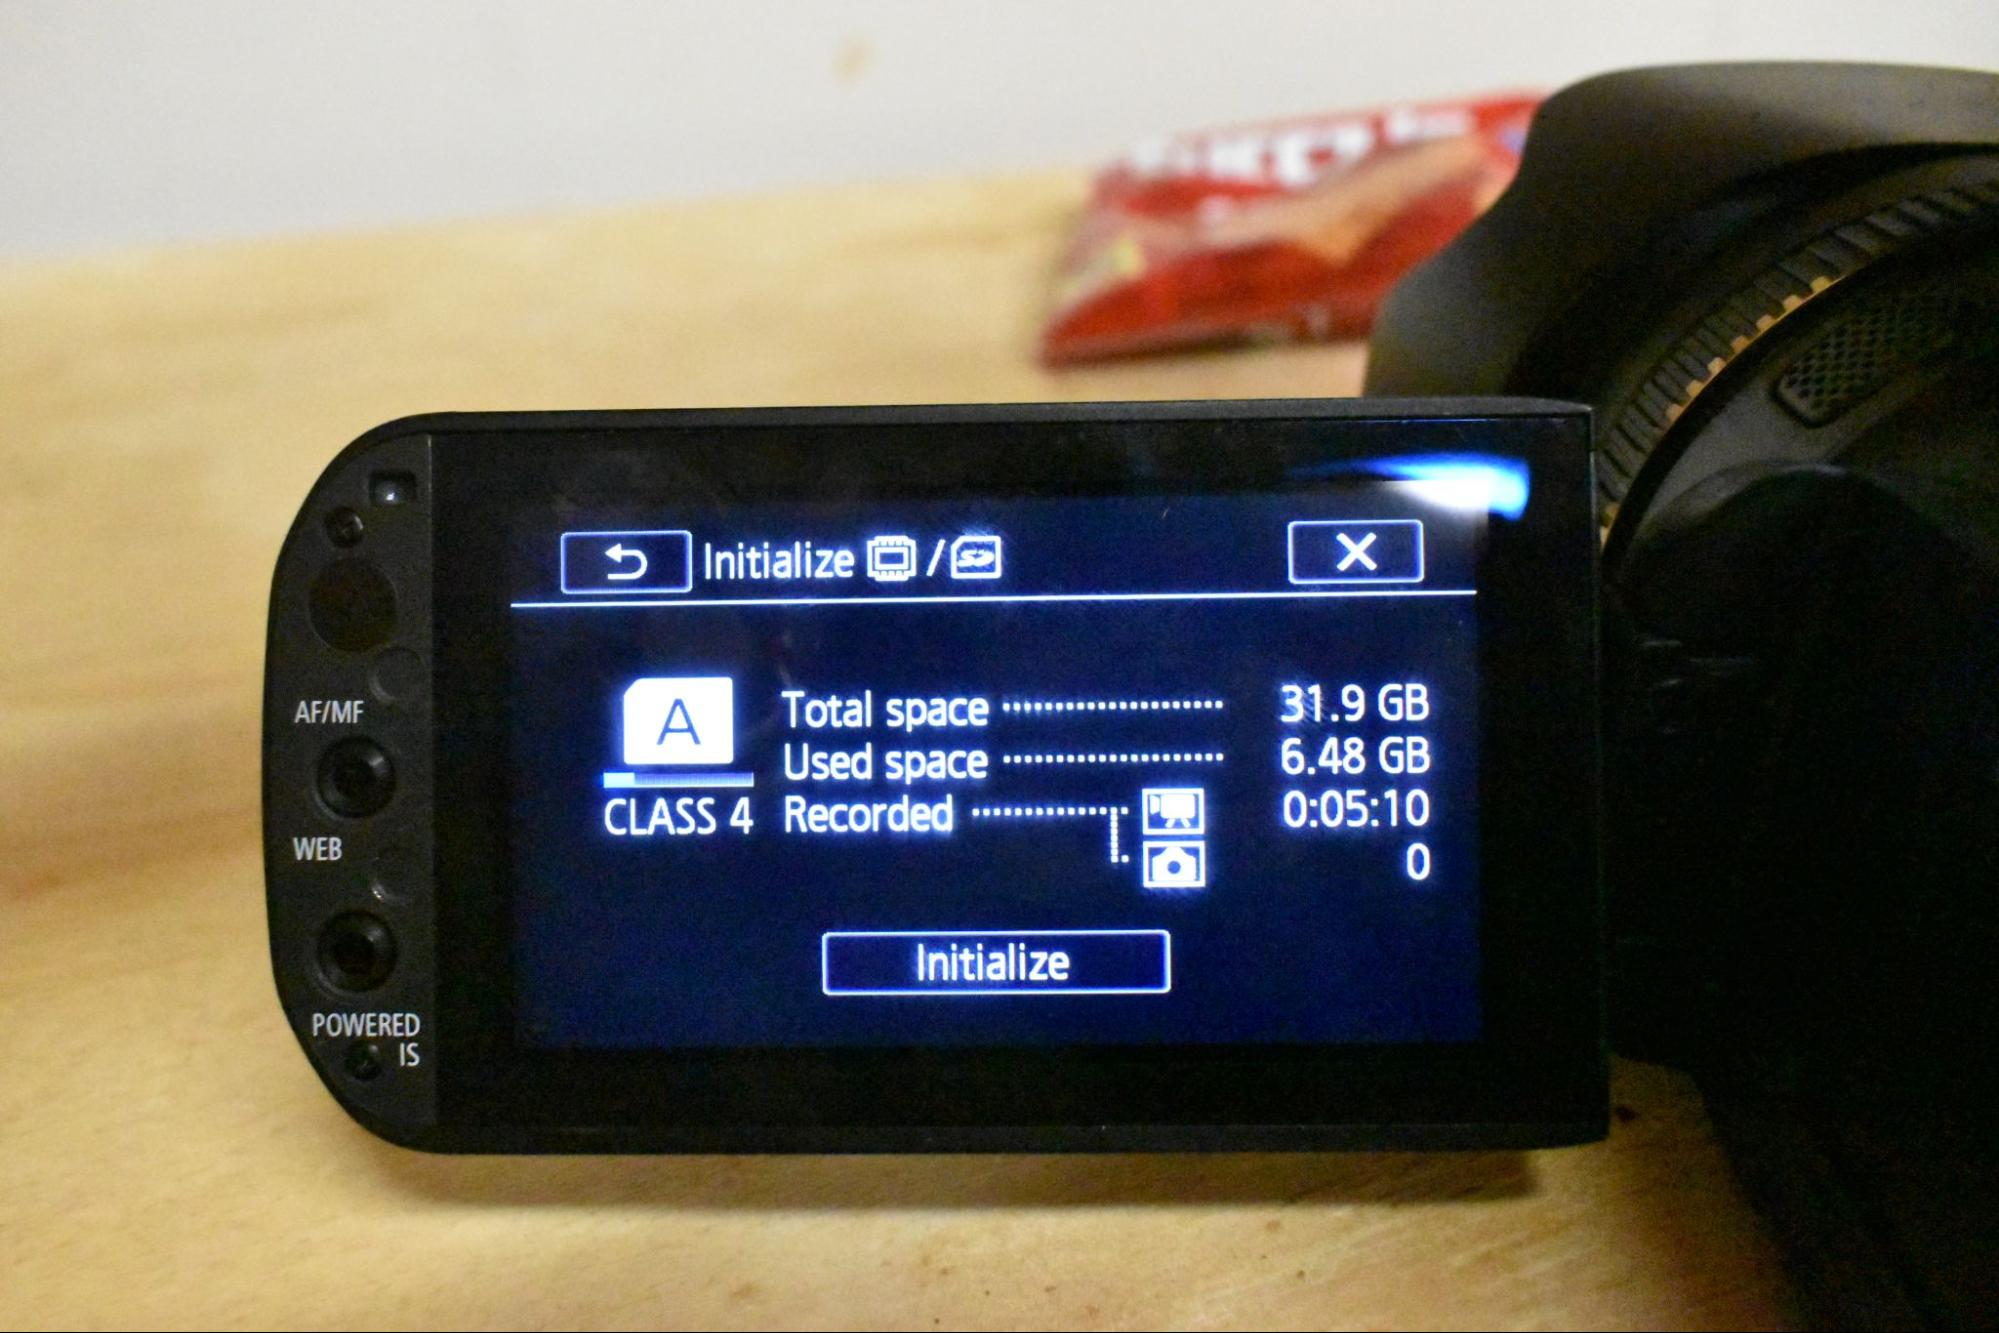 Initialize /
A
CLASS 4
Total space 31.9 GB
Used space 6.48 GB
Recorded 0:05:10
0
Initialize
AF/MF
WEB
POWERED
IS